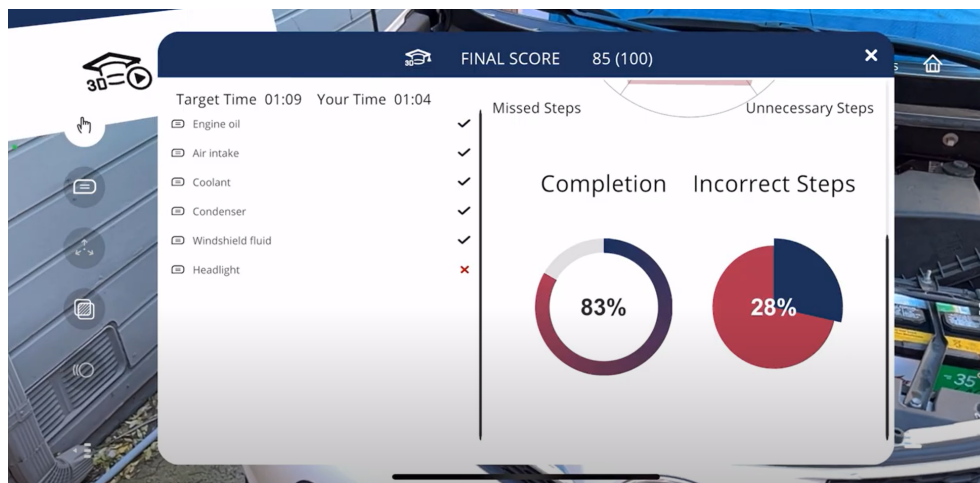 FINAL SCORE 85 (100)
3D
Target Time 01:09 Your Time 01:04
Engine oil
Air intake
Coolant
Condenser
Windshield fluid
Headlight
Missed Steps
Unnecessary Steps
Completion
Incorrect Steps
83%
28%
35